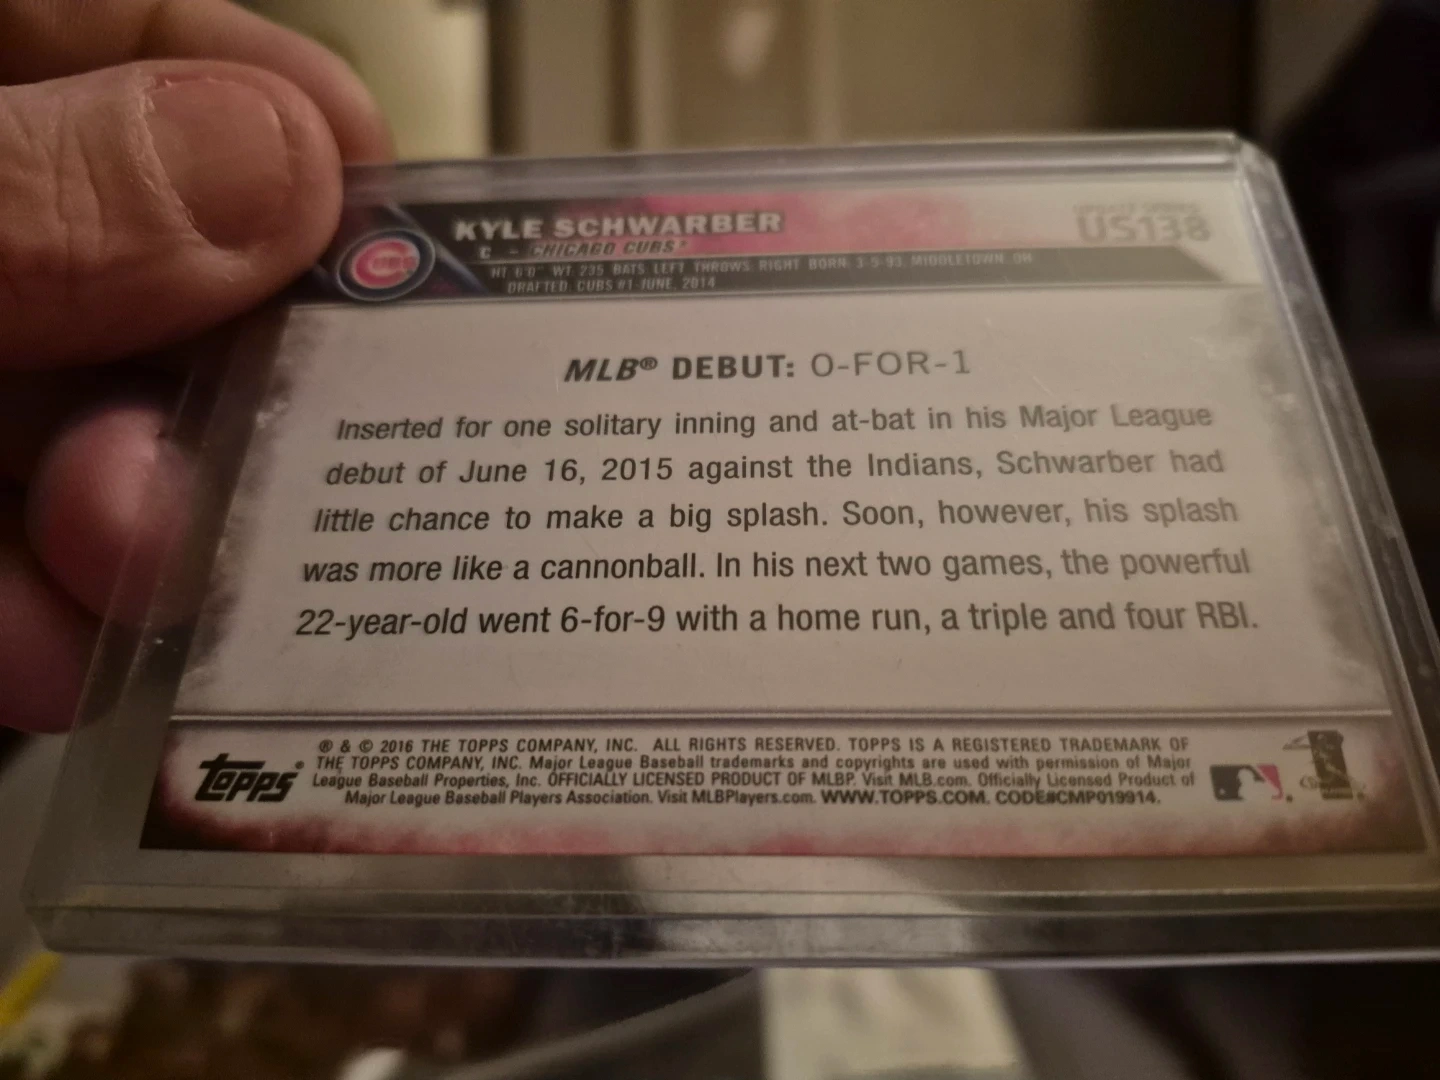 KYLE SCHWARBER
US138
C - CHICAGO CUBS®
HT: 6'0" WT: 235 BATS: LEFT THROWS: RIGHT BORN: 3-5-93, MIDDLETOWN, OH
DRAFTED: CUBS #1-JUNE, 2014
MLB® DEBUT: 0-FOR-1
Inserted for one solitary inning and at-bat in his Major League
debut of June 16, 2015 against the Indians, Schwarber had
little chance to make a big splash. Soon, however, his splash
was more like a cannonball. In his next two games, the powerful
22-year-old went 6-for-9 with a home run, a triple and four RBI.
® & © 2016 THE TOPPS COMPANY, INC. ALL RIGHTS RESERVED. TOPPS IS A REGISTERED TRADEMARK OF
THE TOPPS COMPANY, INC. Major League Baseball trademarks and copyrights are used with permission of Major
League Baseball Properties, Inc. OFFICIALLY LICENSED PRODUCT OF MLBP. Visit MLB.com. Officially Licensed Product of
Major League Baseball Players Association. Visit MLBPlayers.com. WWW.TOPPS.COM. CODE#CMP019914.
topps®